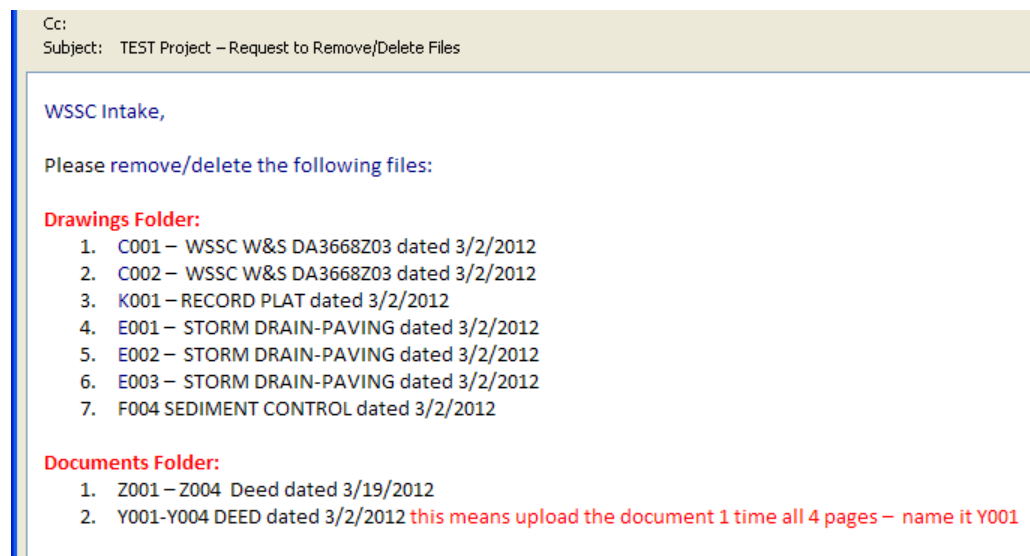 Cc:
Subject: TEST Project – Request to Remove/Delete Files
WSSC Intake,
Please remove/delete the following files:
Drawings Folder:
1. C001 – WSSC W&S DA3668Z03 dated 3/2/2012
2. C002 – WSSC W&S DA3668Z03 dated 3/2/2012
3. K001 – RECORD PLAT dated 3/2/2012
4. E001 – STORM DRAIN-PAVING dated 3/2/2012
5. E002 – STORM DRAIN-PAVING dated 3/2/2012
6. E003 – STORM DRAIN-PAVING dated 3/2/2012
7. F004 SEDIMENT CONTROL dated 3/2/2012
Documents Folder:
1. Z001 – Z004 Deed dated 3/19/2012
2. Y001-Y004 DEED dated 3/2/2012 this means upload the document 1 time all 4 pages – name it Y001